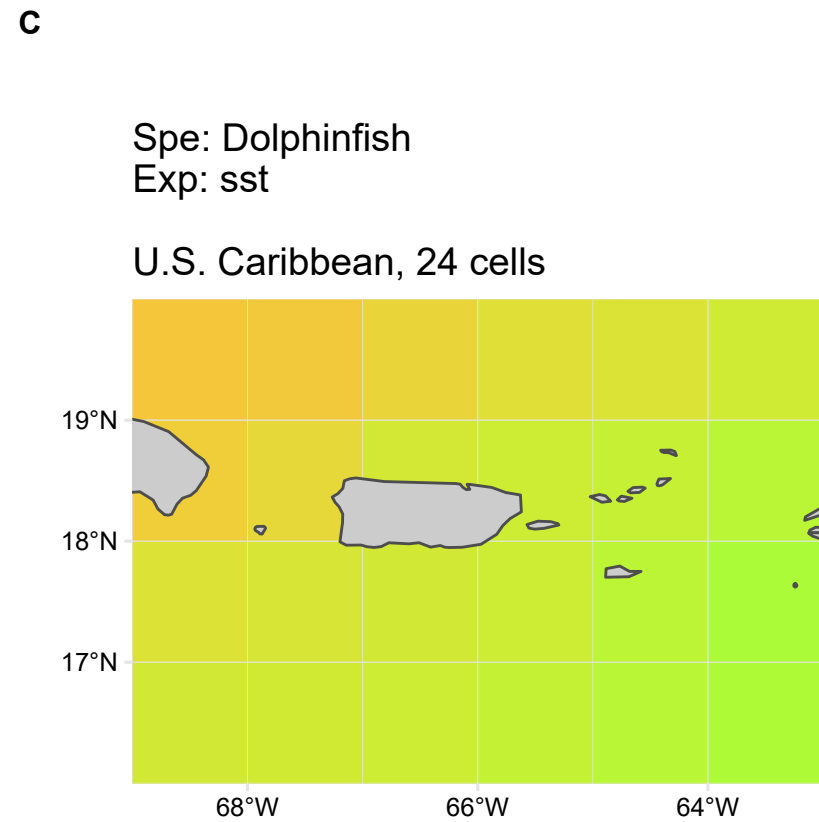 C
Spe: Dolphinfish
Exp: sst
U.S. Caribbean, 24 cells
19°N
18°N
17°N
68°W 66°W 64°W